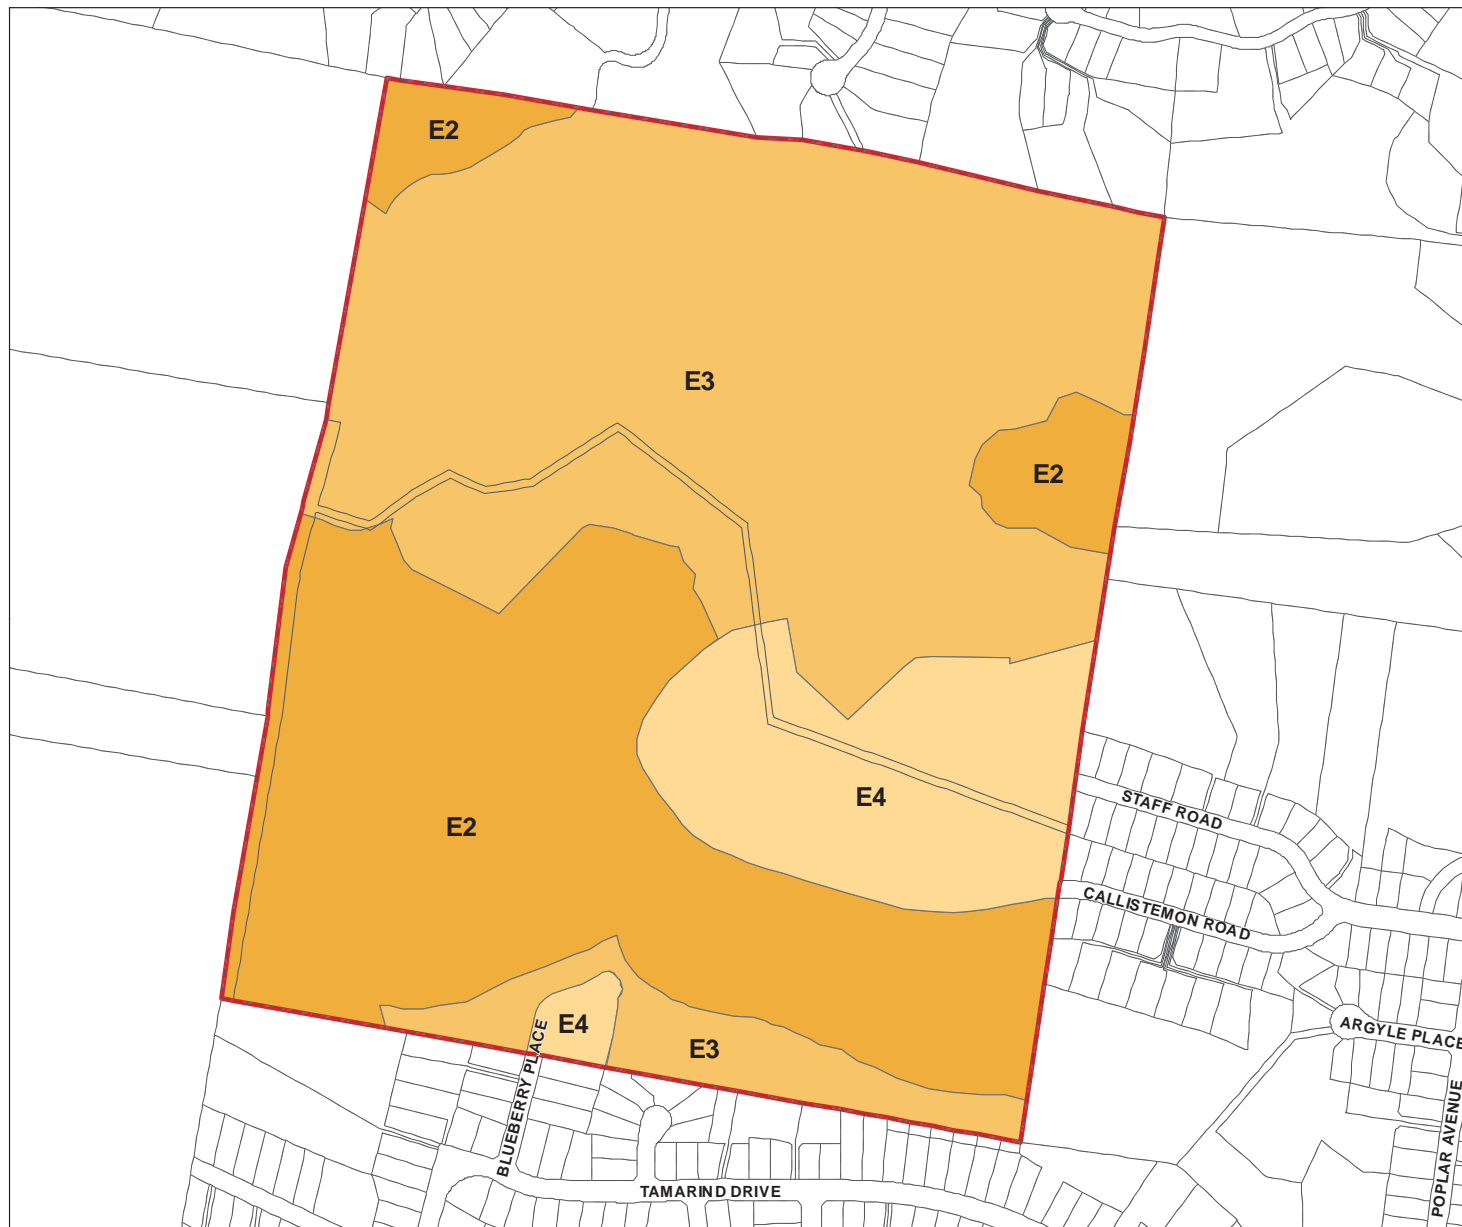 E2
E3
E2
E4
STAFF ROAD
E2
CALLISTEMON ROAD
E4
E3
ARGYLE PLACE
BLUEBERRY PLACE
POPLAR AVENUE
TAMARIND DRIVE